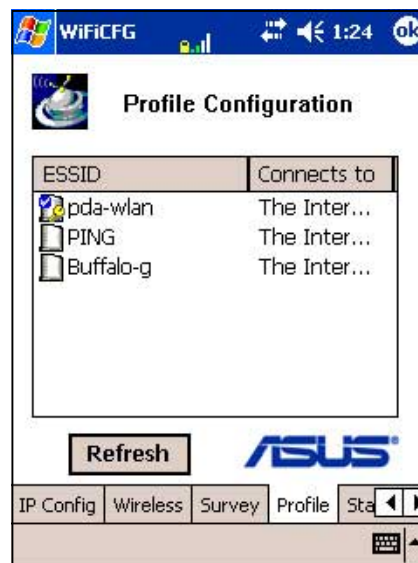 WiFiCFG 1:24 ok
Profile Configuration
ESSID Connects to
pda-wlan The Inter...
PING The Inter...
Buffalo-g The Inter...
Refresh ASUS
IP Config Wireless Survey Profile Sta